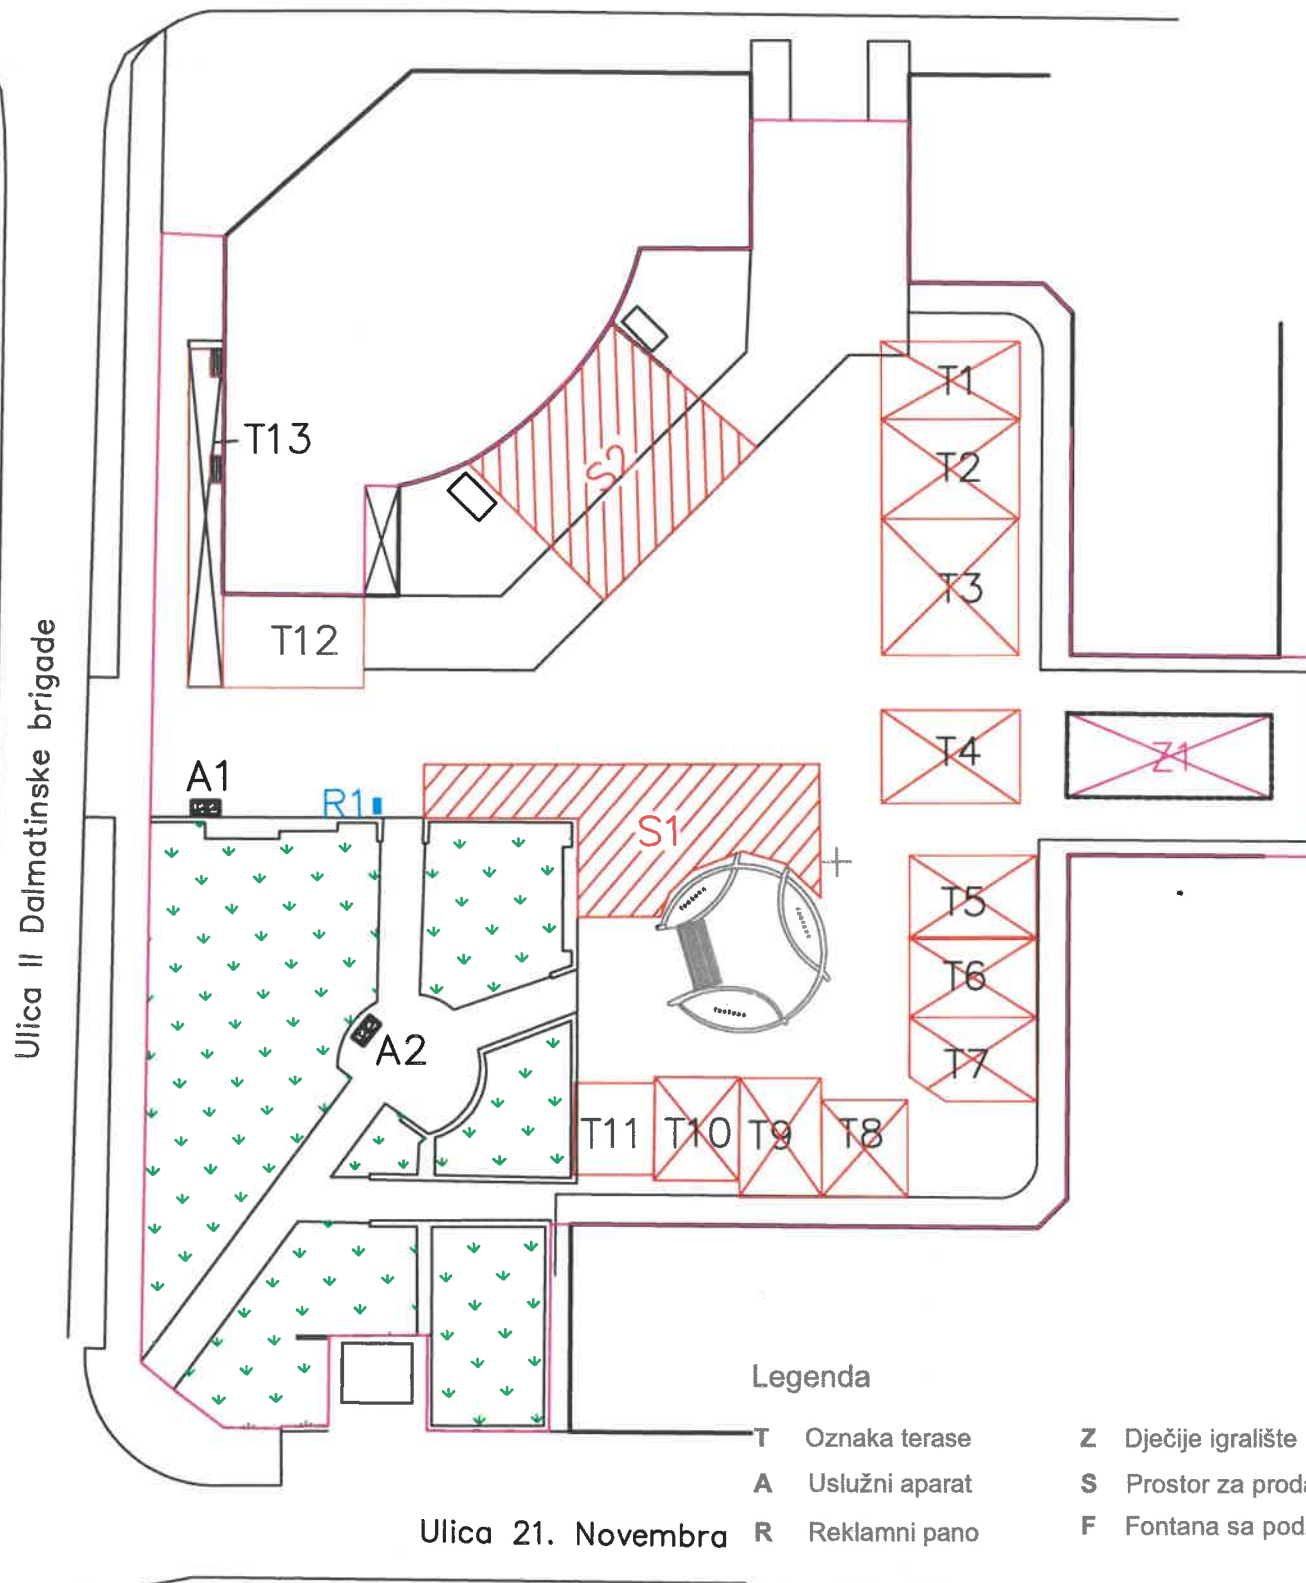 T1
T2
T13
S2
T3
T12
Ulica II Dalmatinske brigade
T4
Z1
A1
R1
S1
T5
T6
A2
T7
T11
T10
T9
T8
Legenda
T Oznaka terase
Z Dječije igralište
A Uslužni aparat
S Prostor za
R Reklamni pano
F Fontana sa
Ulica 21. Novembra